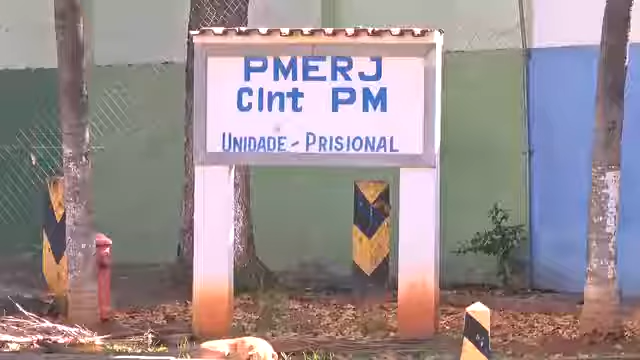 PMERJ
CInt PM
UNIDADE - PRISIONAL